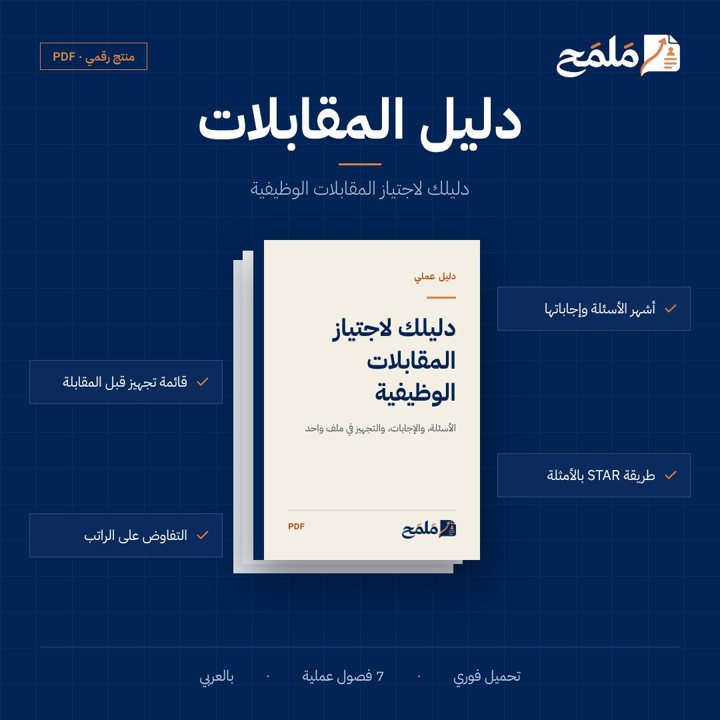 مَلمَح
منتج رقمي · PDF
دليل المقابلات
دليلك لاجتياز المقابلات الوظيفية
دليل عملي
دليلك لاجتياز
المقابلات
الوظيفية
الأسئلة، والإجابات، والتجهيز في ملف واحد
مَلمَح
PDF
أشهر الأسئلة وإجاباتها
قائمة تجهيز قبل المقابلة
طريقة STAR بالأمثلة
التفاوض على الراتب
تحميل فوري · 7 فصول عملية · بالعربي